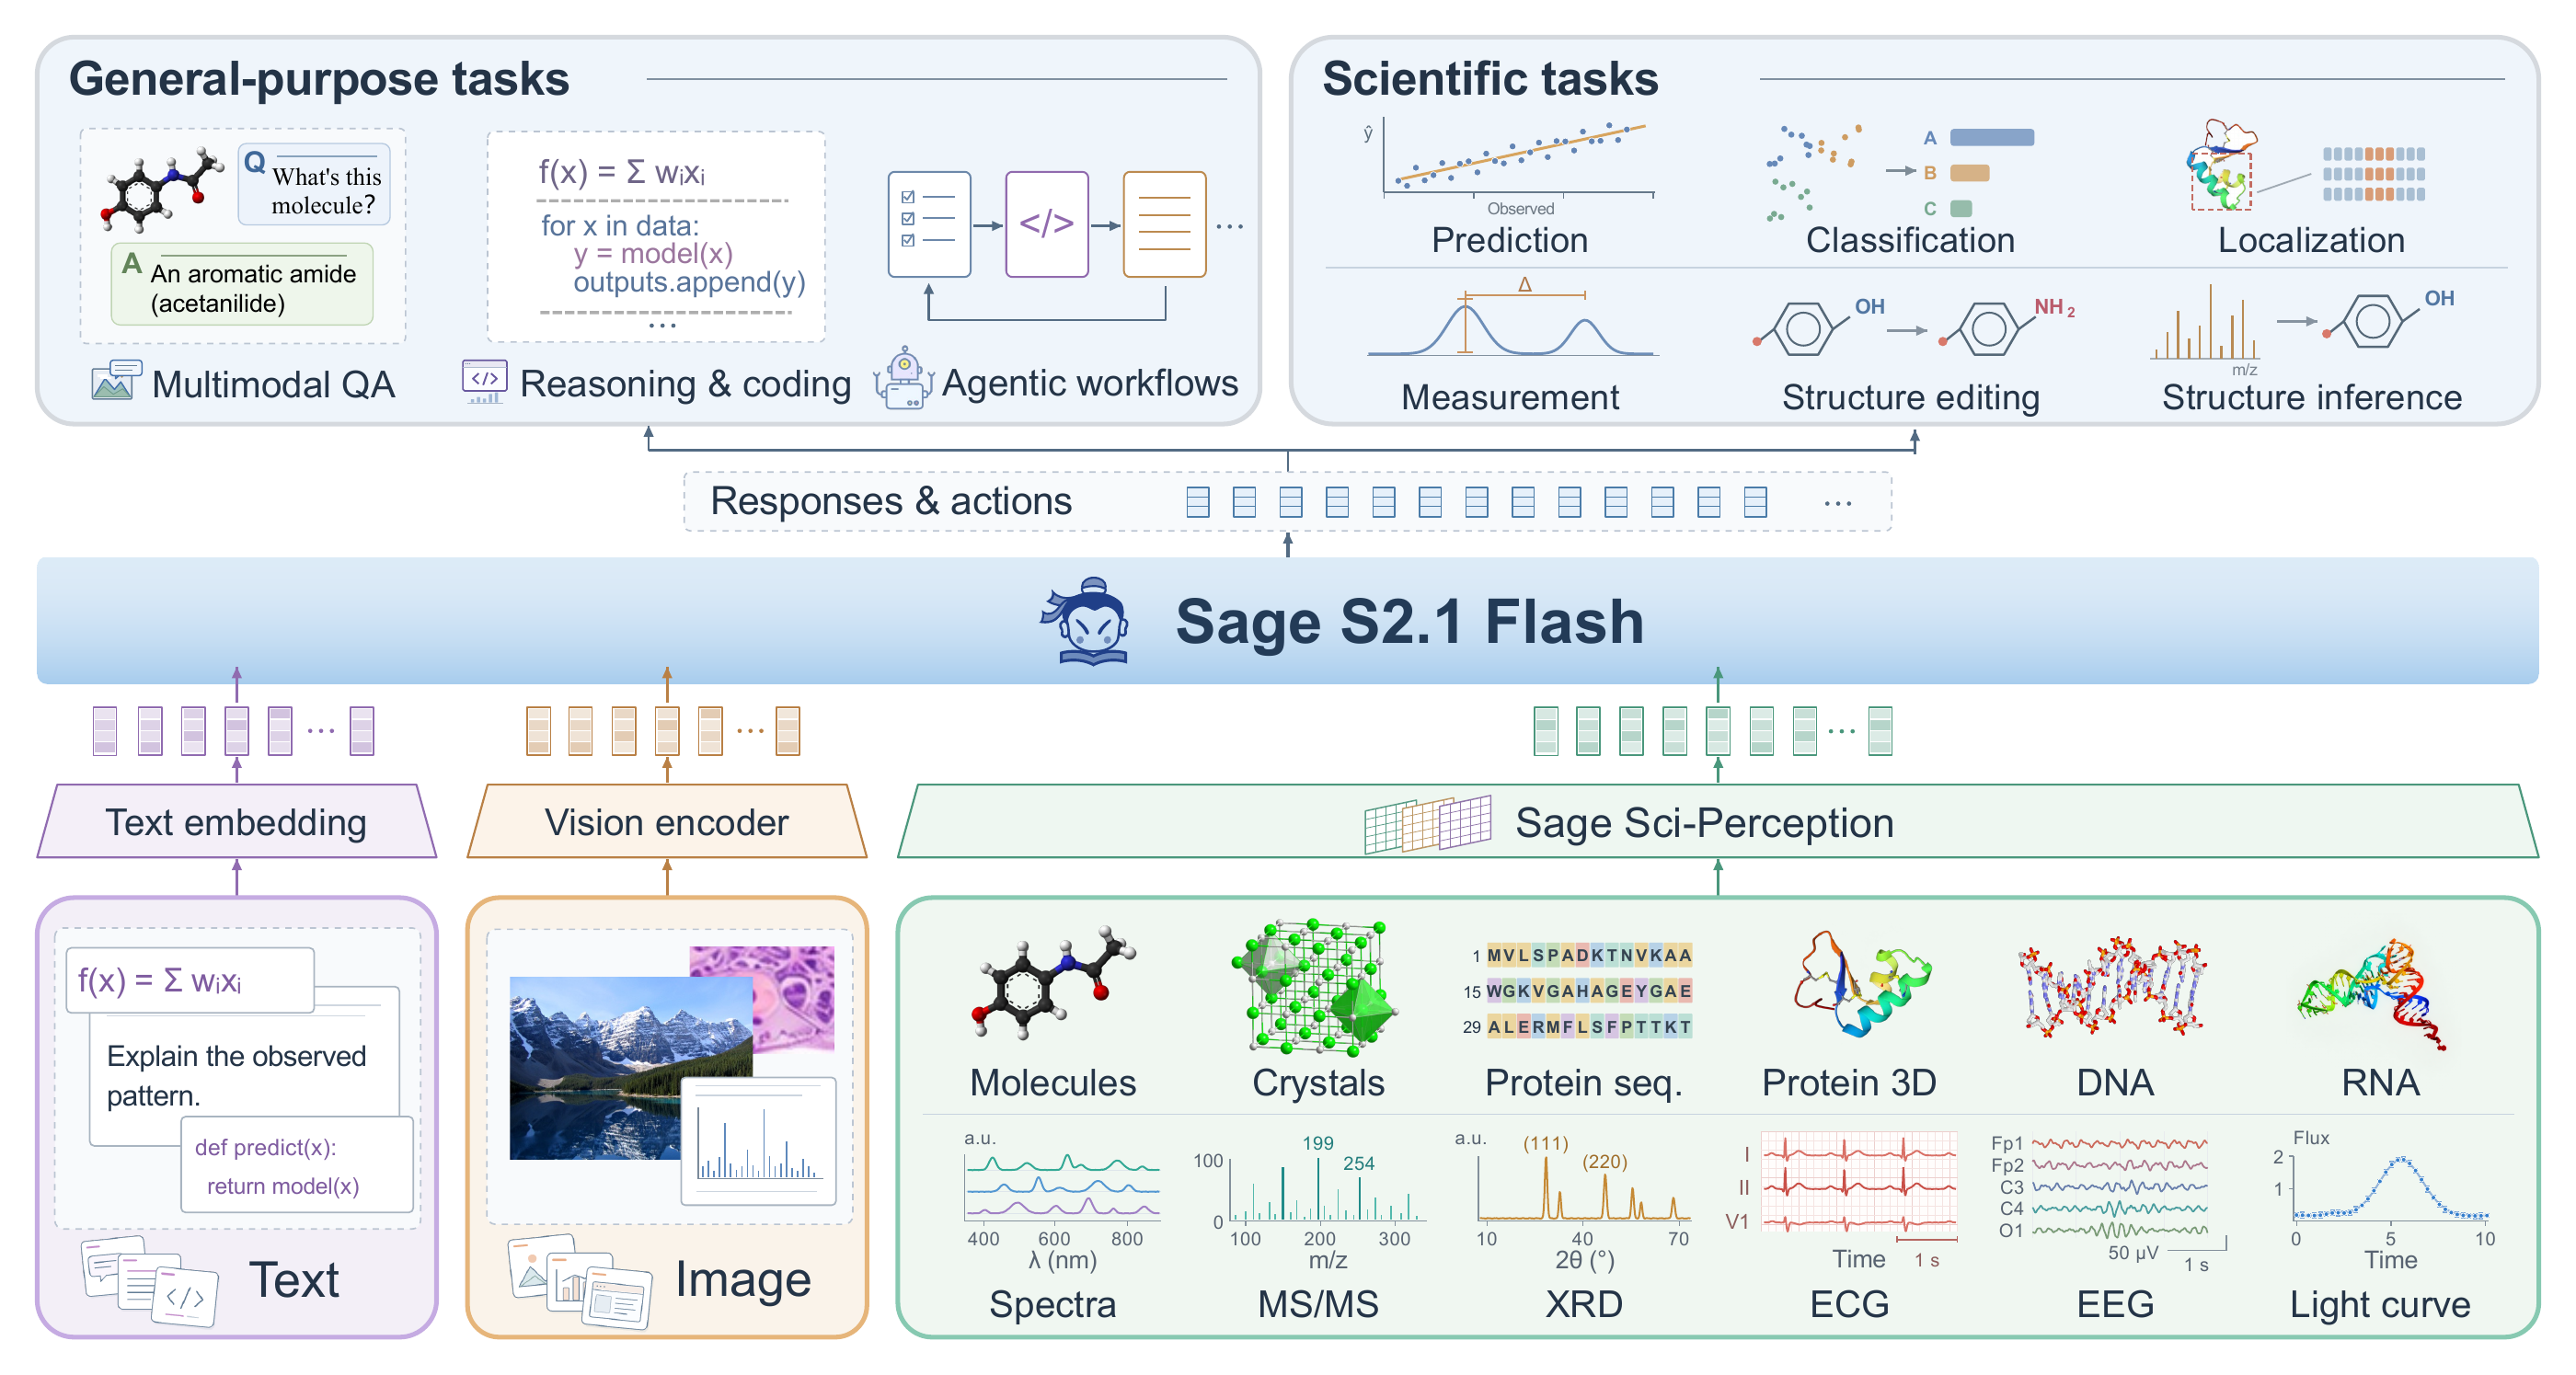 General-purpose tasks
Q
What's this
molecule?
A
An aromatic amide
(acetanilide)
Multimodal QA
f(x) = Σ wᵢxᵢ
for x in data:
y = model(x)
outputs.append(y)
...
Reasoning & coding
</>
...
</>
Agentic workflows
Scientific tasks
ŷ
Observed
Prediction
A
B
C
Classification
Localization
Δ
Measurement
OH
NH₂
Structure editing
m/z
OH
Structure inference
Responses & actions
...
Sage S2.1 Flash
...
...
...
Text embedding
Vision encoder
Sage Sci-Perception
f(x) = Σ wᵢxᵢ
Explain the observed
pattern.
def predict(x):
return model(x)
</>
Text
Image
Molecules
Crystals
1 MVLSPADKTNVKAA
15 WGKVGAHAGEYGAE
29 ALERMFLSFPTTKT
Protein seq.
Protein 3D
DNA
RNA
a.u.
400 600 800
λ (nm)
Spectra
199
254
100
0
100 200 300
m/z
MS/MS
a.u.
(111)
(220)
10 40 70
2θ (°)
XRD
I
II
V1
Time
1 s
ECG
Fp1
Fp2
C3
C4
O1
50 μV
1 s
EEG
Flux
2
1
0 5 10
Time
Light curve